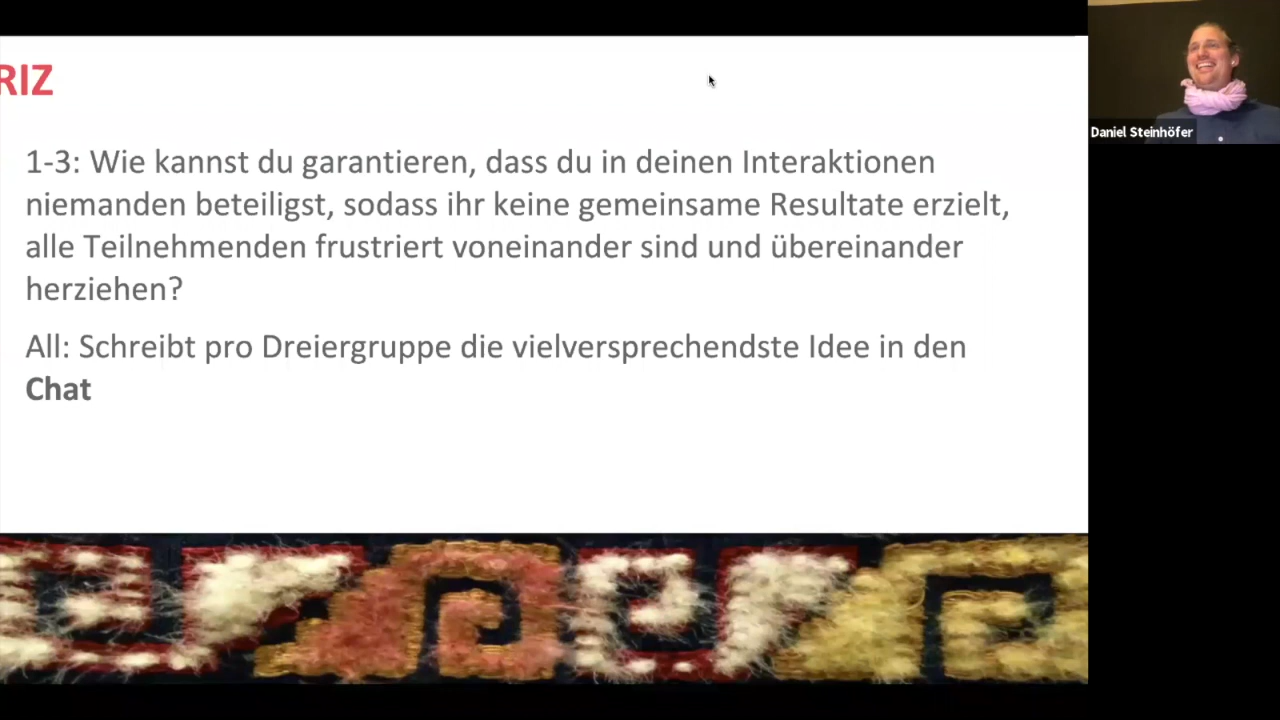 RIZ
1-3: Wie kannst du garantieren, dass du in deinen Interaktionen
niemanden beteiligst, sodass ihr keine gemeinsame Resultate erzielt,
alle Teilnehmenden frustriert voneinander sind und übereinander
herziehen?
All: Schreibt pro Dreiergruppe die vielversprechendste Idee in den
Chat
Daniel Steinhöfer